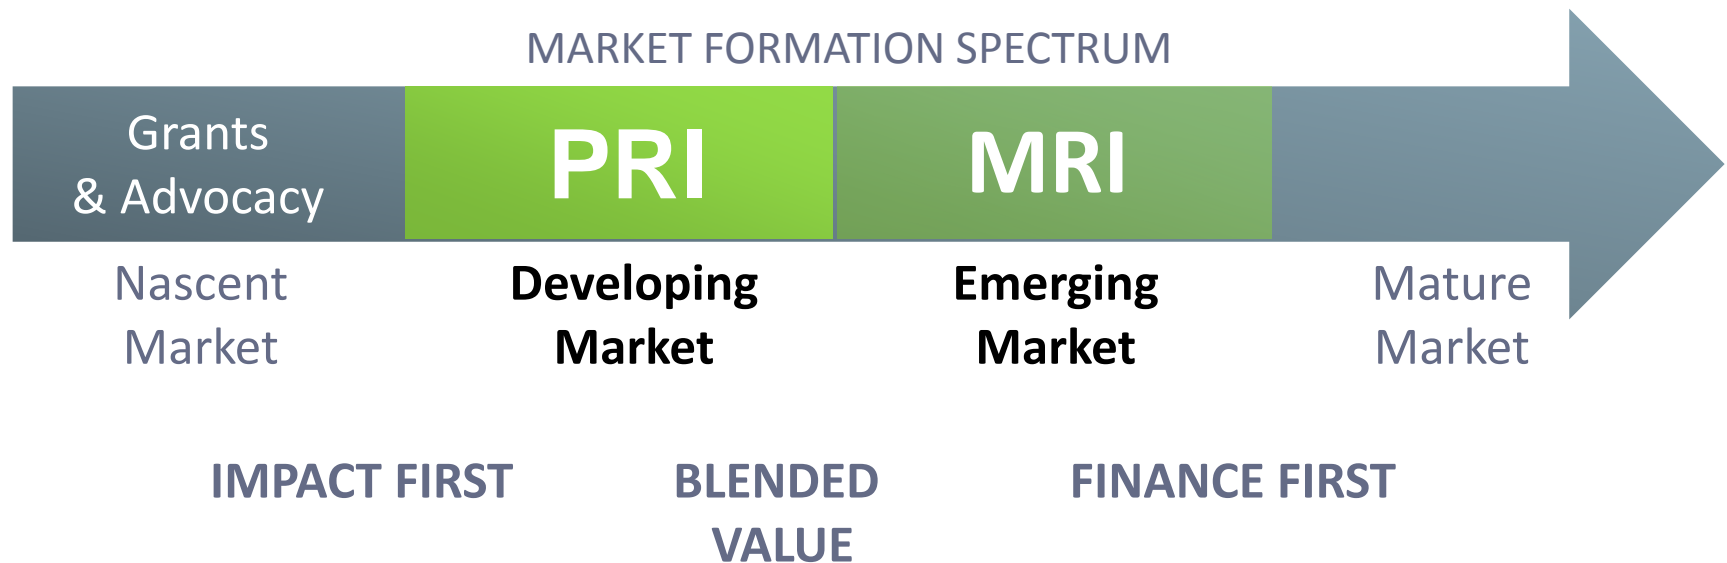 MARKET FORMATION SPECTRUM
Grants
& Advocacy
PRI
MRI
Nascent
Market
Developing
Market
Emerging
Market
Mature
Market
IMPACT FIRST
BLENDED
VALUE
FINANCE FIRST